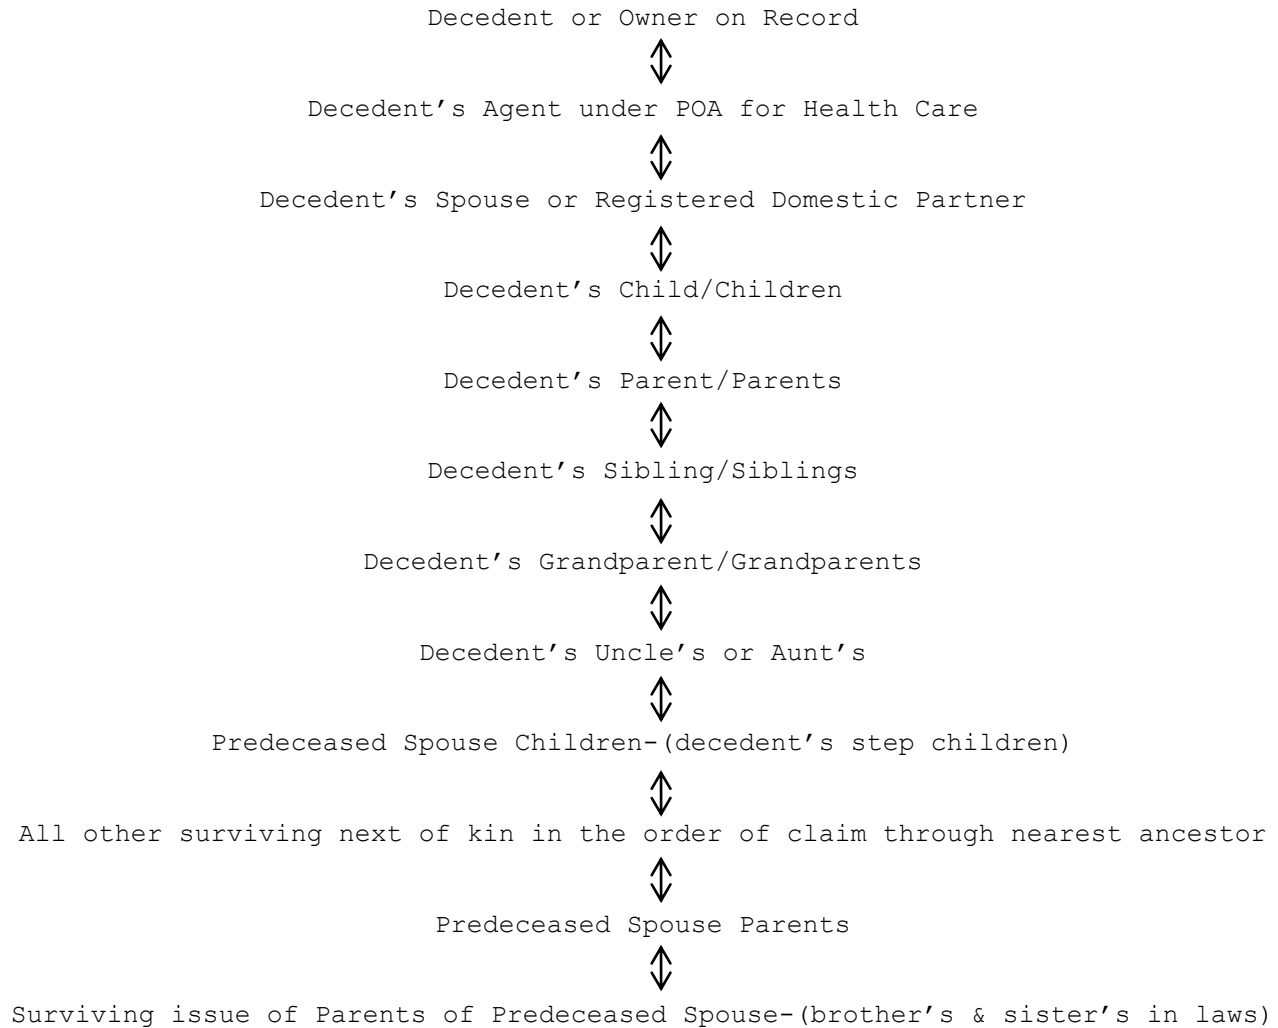 Decedent or Owner on Record
Decedent’s Agent under POA for Health Care
Decedent’s Spouse or Registered Domestic Partner
Decedent’s Child/Children
Decedent’s Parent/Parents
Decedent’s Sibling/Siblings
Decedent’s Grandparent/Grandparents
Decedent’s Uncle’s or Aunt’s
Predeceased Spouse Children-(decedent’s step children)
All other surviving next of kin in the order of claim through nearest ancestor
Predeceased Spouse Parents
Surviving issue of Parents of Predeceased Spouse-(brother’s & sister’s in laws)